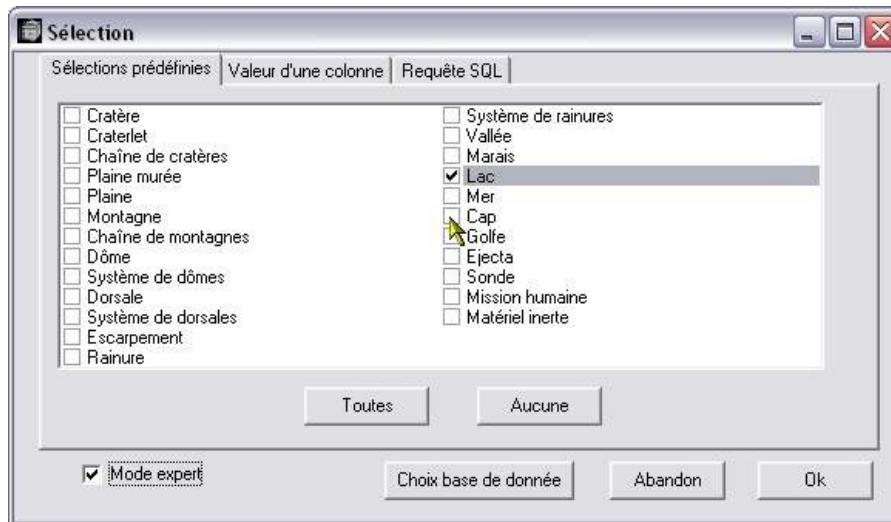 Sélection
Sélections prédéfinies
Valeur d'une colonne
Requête SQL
Cratère
Craterlet
Chaîne de cratères
Plaine murée
Plaine
Montagne
Chaîne de montagnes
Dôme
Système de dômes
Dorsale
Système de dorsales
Escarpement
Rainure
Système de rainures
Vallée
Marais
Lac
Mer
Cap
Golfe
Ejecta
Sonde
Mission humaine
Matériel inerte
Toutes
Aucune
Mode expert
Choix base de donnée
Abandon
Ok